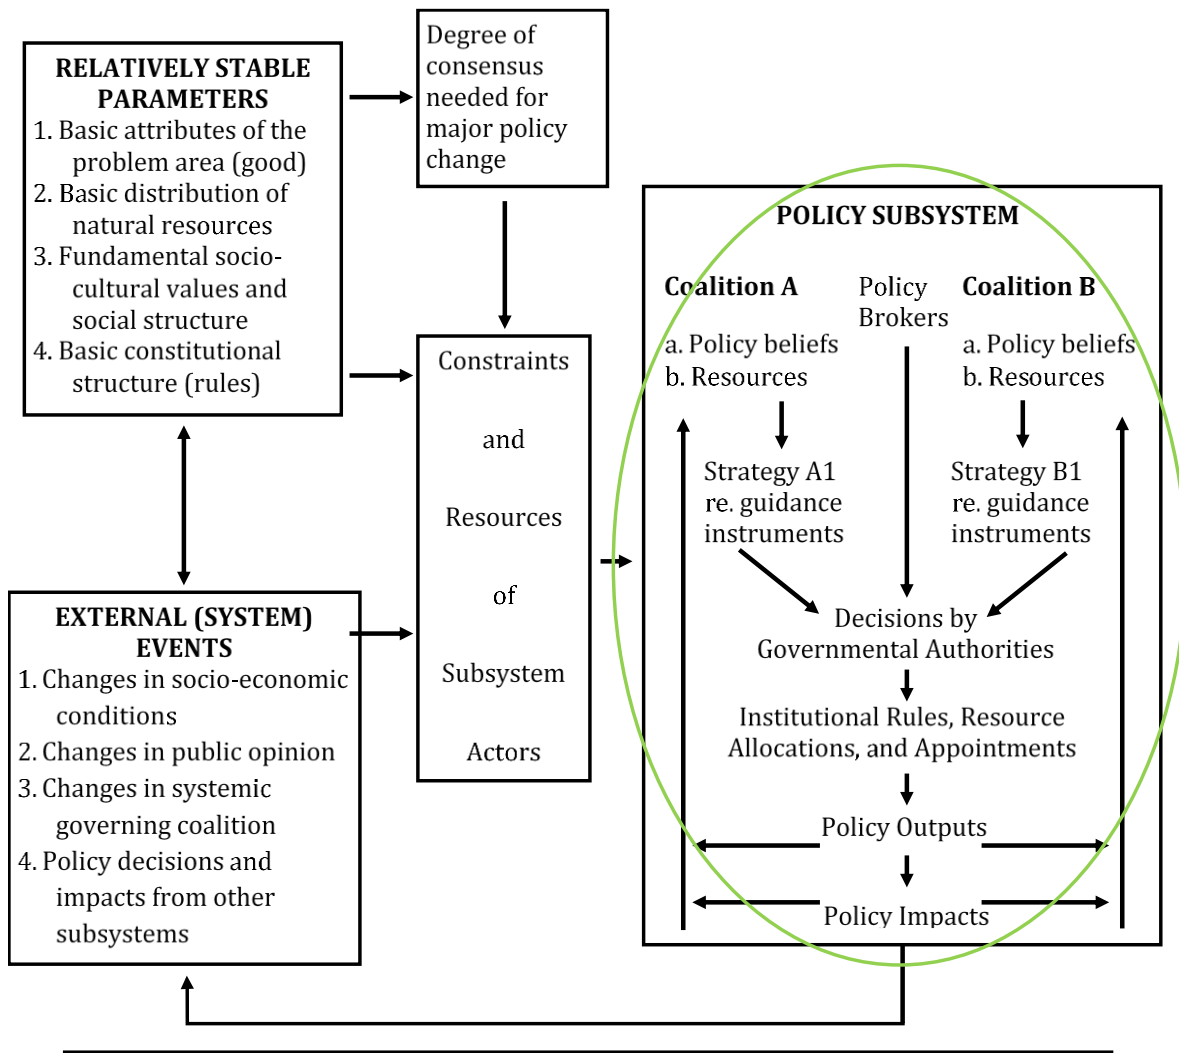 RELATIVELY STABLE
PARAMETERS
1. Basic attributes of the
problem area (good)
2. Basic distribution of
natural resources
3. Fundamental socio-
cultural values and
social structure
4. Basic constitutional
structure (rules)
Degree of
consensus
needed for
major policy
change
EXTERNAL (SYSTEM)
EVENTS
1. Changes in socio-economic
conditions
2. Changes in public opinion
3. Changes in systemic
governing coalition
4. Policy decisions and
impacts from other
subsystems
Constraints
and
Resources
of
Subsystem
Actors
POLICY SUBSYSTEM
Coalition A
a. Policy beliefs
b. Resources
Strategy A1
re. guidance
instruments
Policy
Brokers
Coalition B
a. Policy beliefs
b. Resources
Strategy B1
re. guidance
instruments
Decisions by
Governmental Authorities
Institutional Rules, Resource
Allocations, and Appointments
Policy Outputs
Policy Impacts